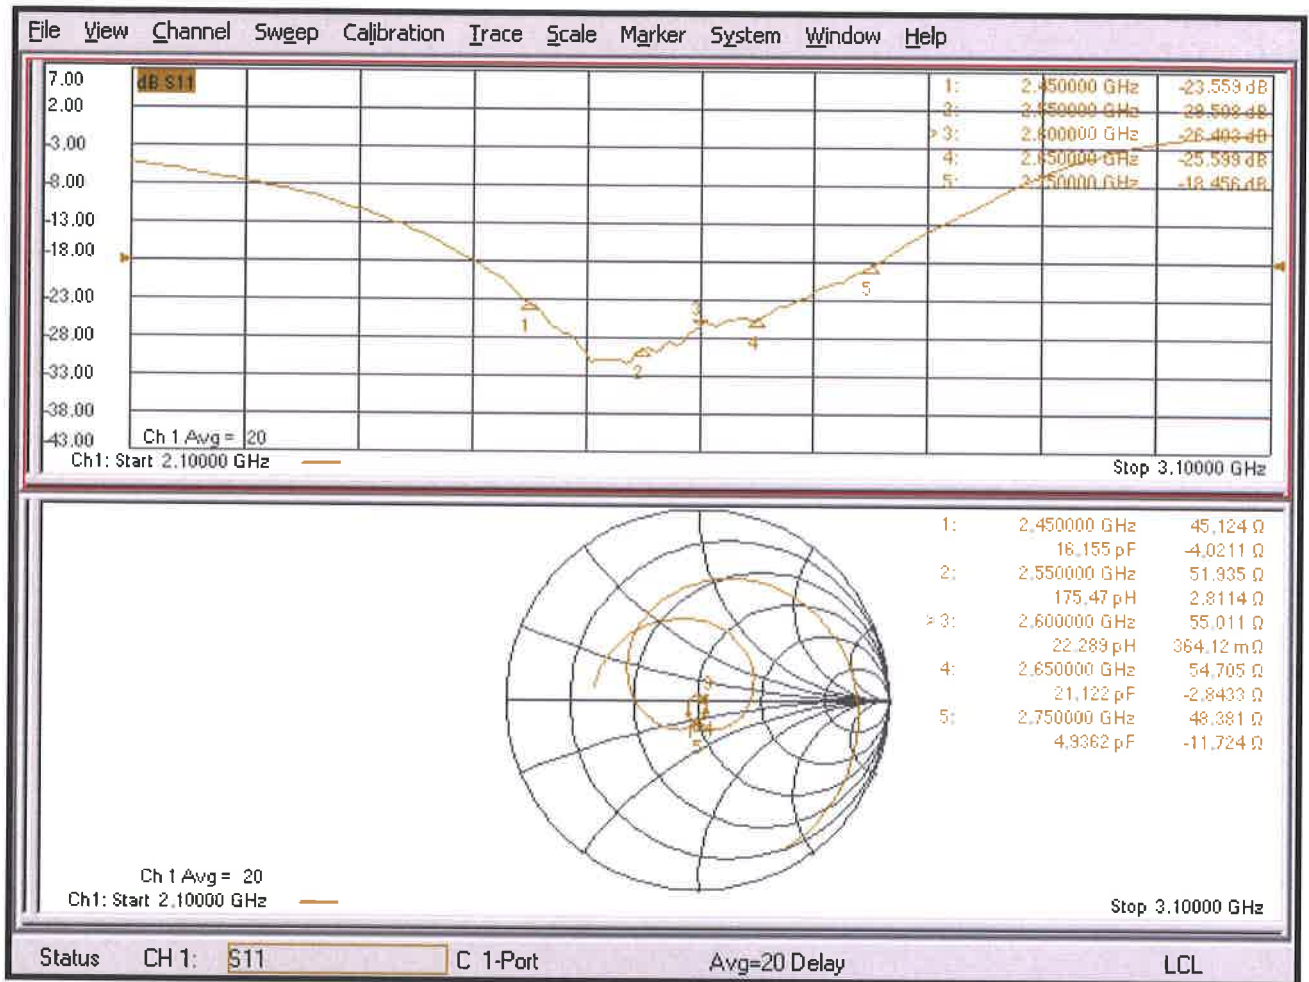 File View Channel Sweep Calibration Trace Scale Marker System Window Help
7.00
2.00
-3.00
-8.00
-13.00
-18.00
-23.00
-28.00
-33.00
-38.00
-43.00
dB S11
1: 2.450000 GHz -23.559 dB
2: 2.550000 GHz -29.508 dB
> 3: 2.600000 GHz -26.403 dB
4: 2.650000 GHz -25.599 dB
5: 2.750000 GHz -18.456 dB
1
2
3
4
5
Ch 1 Avg = 20
Ch1: Start 2.10000 GHz
Stop 3.10000 GHz
1: 2.450000 GHz 45.124 Ω
16.155 pF -4.0211 Ω
2: 2.550000 GHz 51.935 Ω
175.47 pH 2.8114 Ω
> 3: 2.600000 GHz 55.011 Ω
22.289 pH 364.12 mΩ
4: 2.650000 GHz 54.705 Ω
21.122 pF -2.8433 Ω
5: 2.750000 GHz 48.381 Ω
4.9362 pF -11.724 Ω
Ch 1 Avg = 20
Ch1: Start 2.10000 GHz
Stop 3.10000 GHz
Status CH 1: S11 C 1-Port Avg=20 Delay LCL